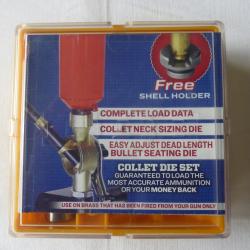 Free
SHELL HOLDER
COMPLETE LOAD DATA
COLLET NECK SIZING DIE
EASY ADJUST DEAD LENGTH
BULLET SEATING DIE
COLLET DIE SET
GUARANTEED TO LOAD THE
MOST ACCURATE AMMUNITION
OR YOUR MONEY BACK
USE ON BRASS THAT HAS BEEN FIRED FROM YOUR GUN ONLY